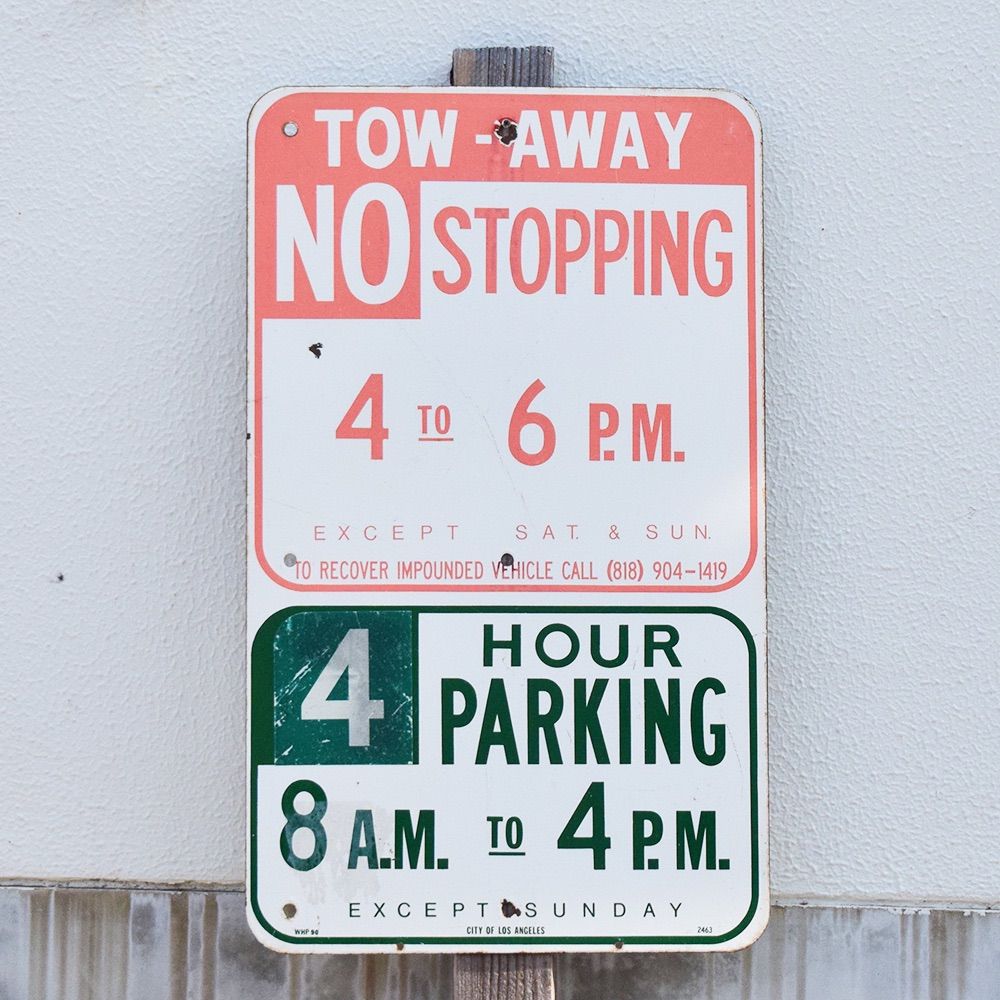 TOW-AWAY
NO STOPPING
4 TO 6 P.M.
EXCEPT SAT. & SUN.
TO RECOVER IMPOUNDED VEHICLE CALL (818) 904-1419
4 HOUR
PARKING
8 A.M. TO 4 P.M.
EXCEPT SUNDAY
WHP 90 CITY OF LOS ANGELES 2463